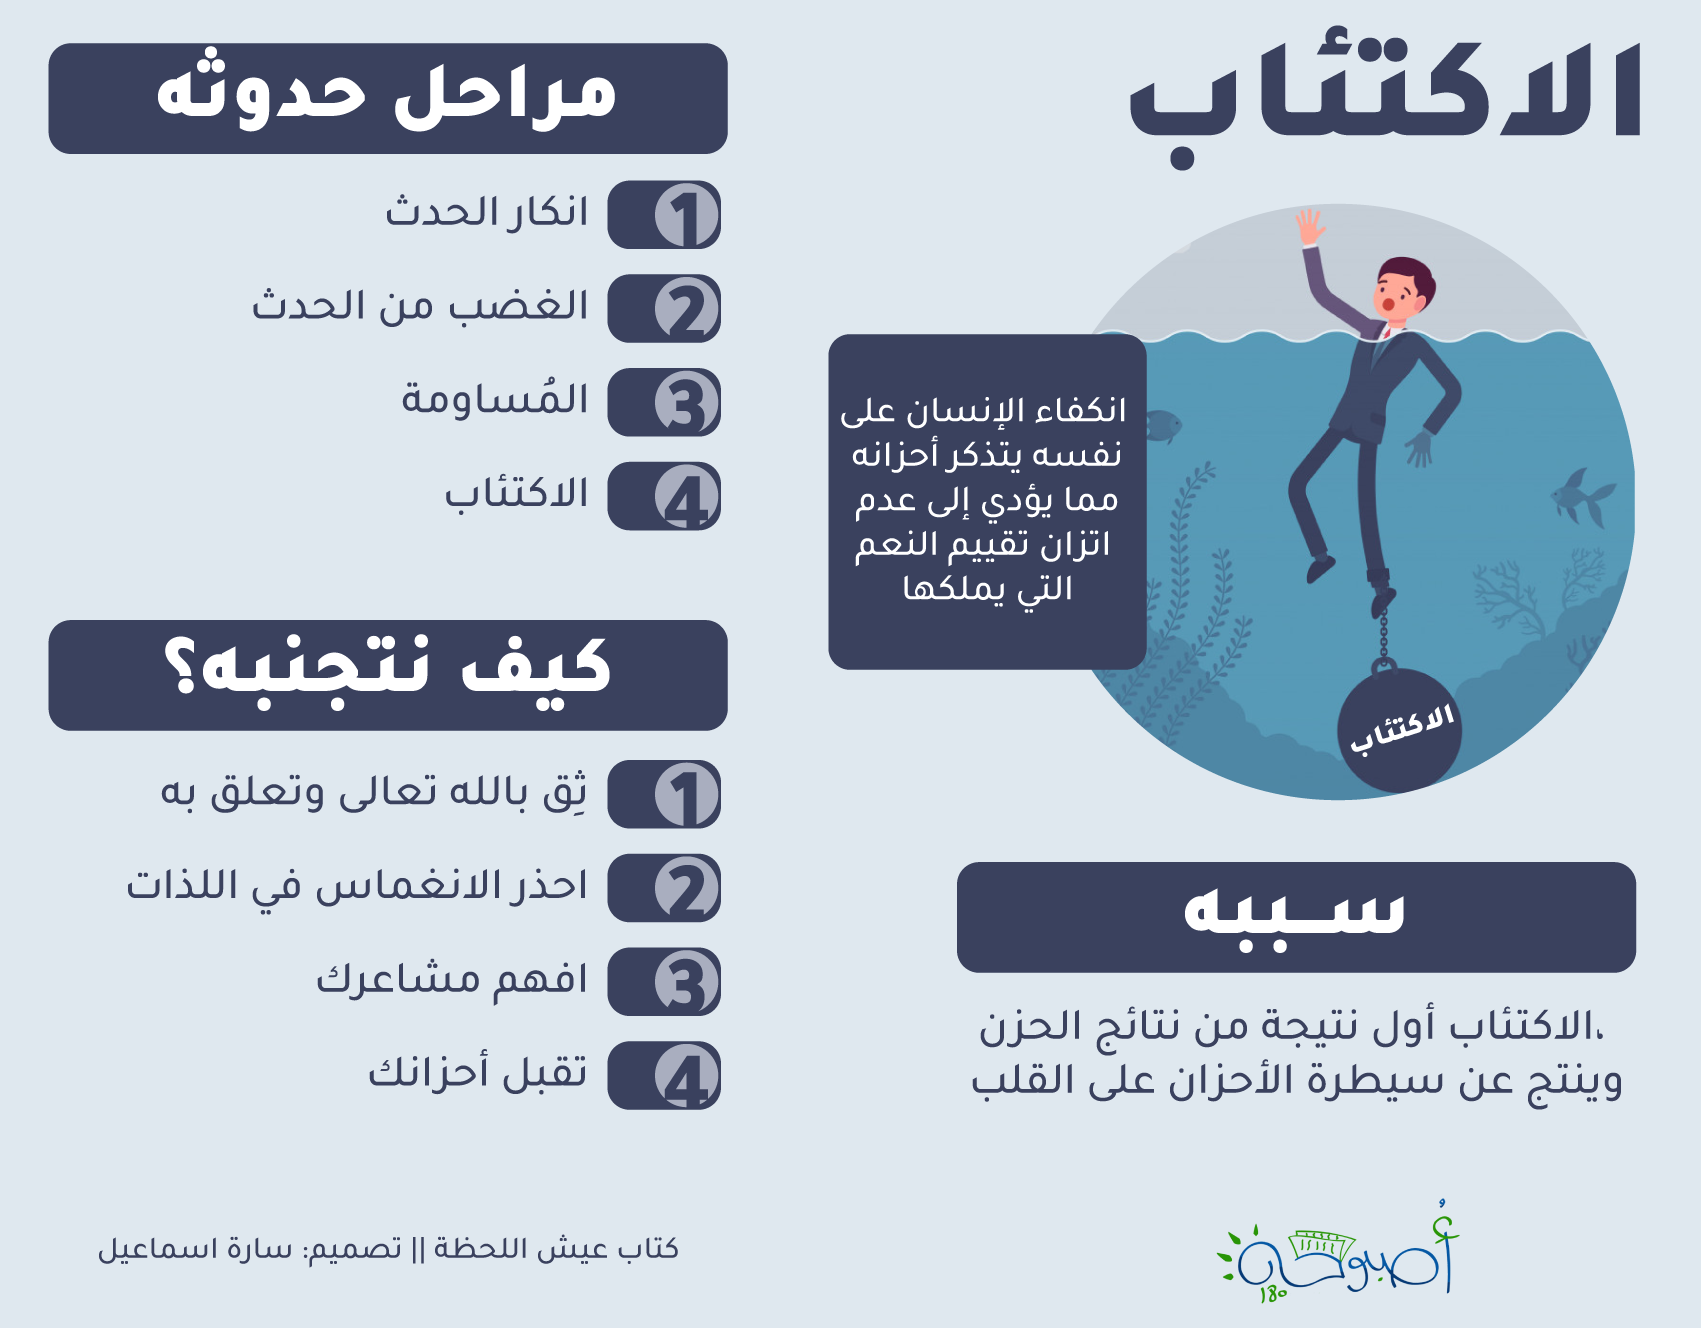 الاكتئاب
انكفاء الإنسان على
نفسه يتذكر أحزانه
مما يؤدي إلى عدم
اتزان تقييم النعم
التي يملكها
الاكتئاب
ســببه
،الاكتئاب أول نتيجة من نتائج الحزن
وينتج عن سيطرة الأحزان على القلب
مراحل حدوثه
1 انكار الحدث
2 الغضب من الحدث
3 المُساومة
4 الاكتئاب
كيف نتجنبه؟
1 ثِق بالله تعالى وتعلق به
2 احذر الانغماس في اللذات
3 افهم مشاعرك
4 تقبل أحزانك
أُصبوحة
180
كتاب عيش اللحظة || تصميم: سارة اسماعيل